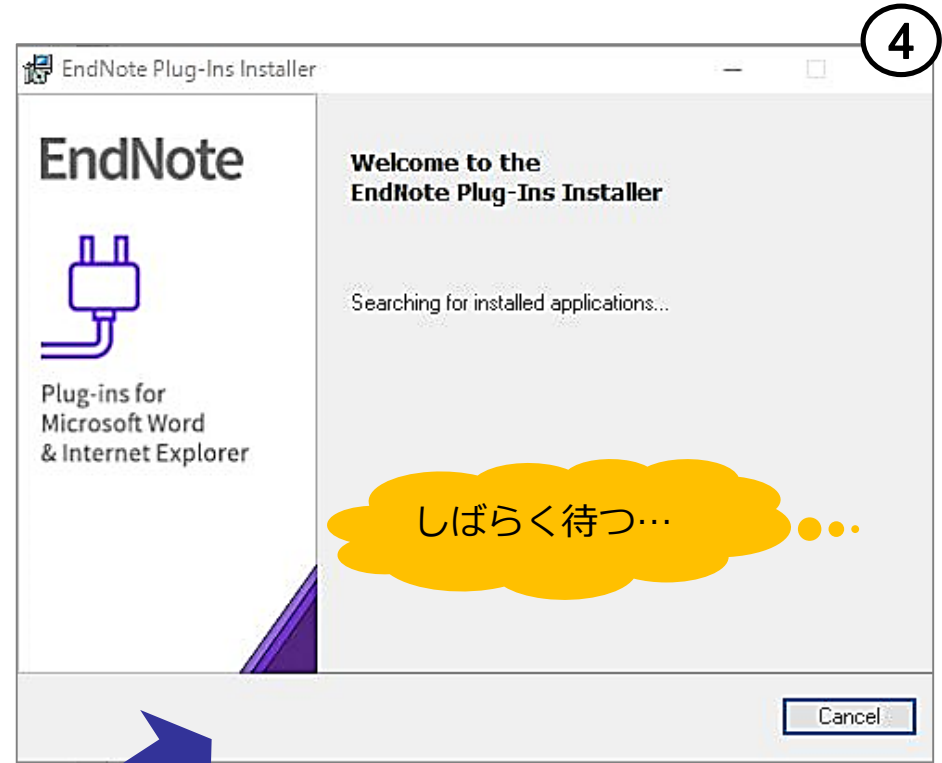 ④
EndNote Plug-Ins Installer
EndNote
Welcome to the
EndNote Plug-Ins Installer
Searching for installed applications...
Plug-ins for
Microsoft Word
& Internet Explorer
しばらく待つ…
Cancel